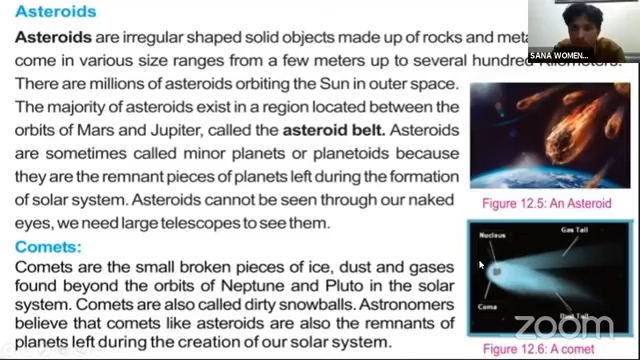 Asteroids
Asteroids are irregular shaped solid objects made up of rocks and
come in various size ranges from a few meters up to several hundred
There are millions of asteroids orbiting the Sun in outer space.
The majority of asteroids exist in a region located between the
orbits of Mars and Jupiter, called the asteroid belt. Asteroids
are sometimes called minor planets or planetoids because
they are the remnant pieces of planets left during the formation
of solar system. Asteroids cannot be seen through our naked
eyes, we need large telescopes to see them.
Comets:
Comets are the small broken pieces of ice, dust and gases
found beyond the orbits of Neptune and Pluto in the solar
system. Comets are also called dirty snowballs. Astronomers
believe that comets like asteroids are also the remnants of
planets left during the creation of our solar system.
SANA WOMEN...
Figure 12.5: An Asteroid
Nucleus
Gas Tail
Coma
Dust Tail
zoom
Figure 12.6: A comet